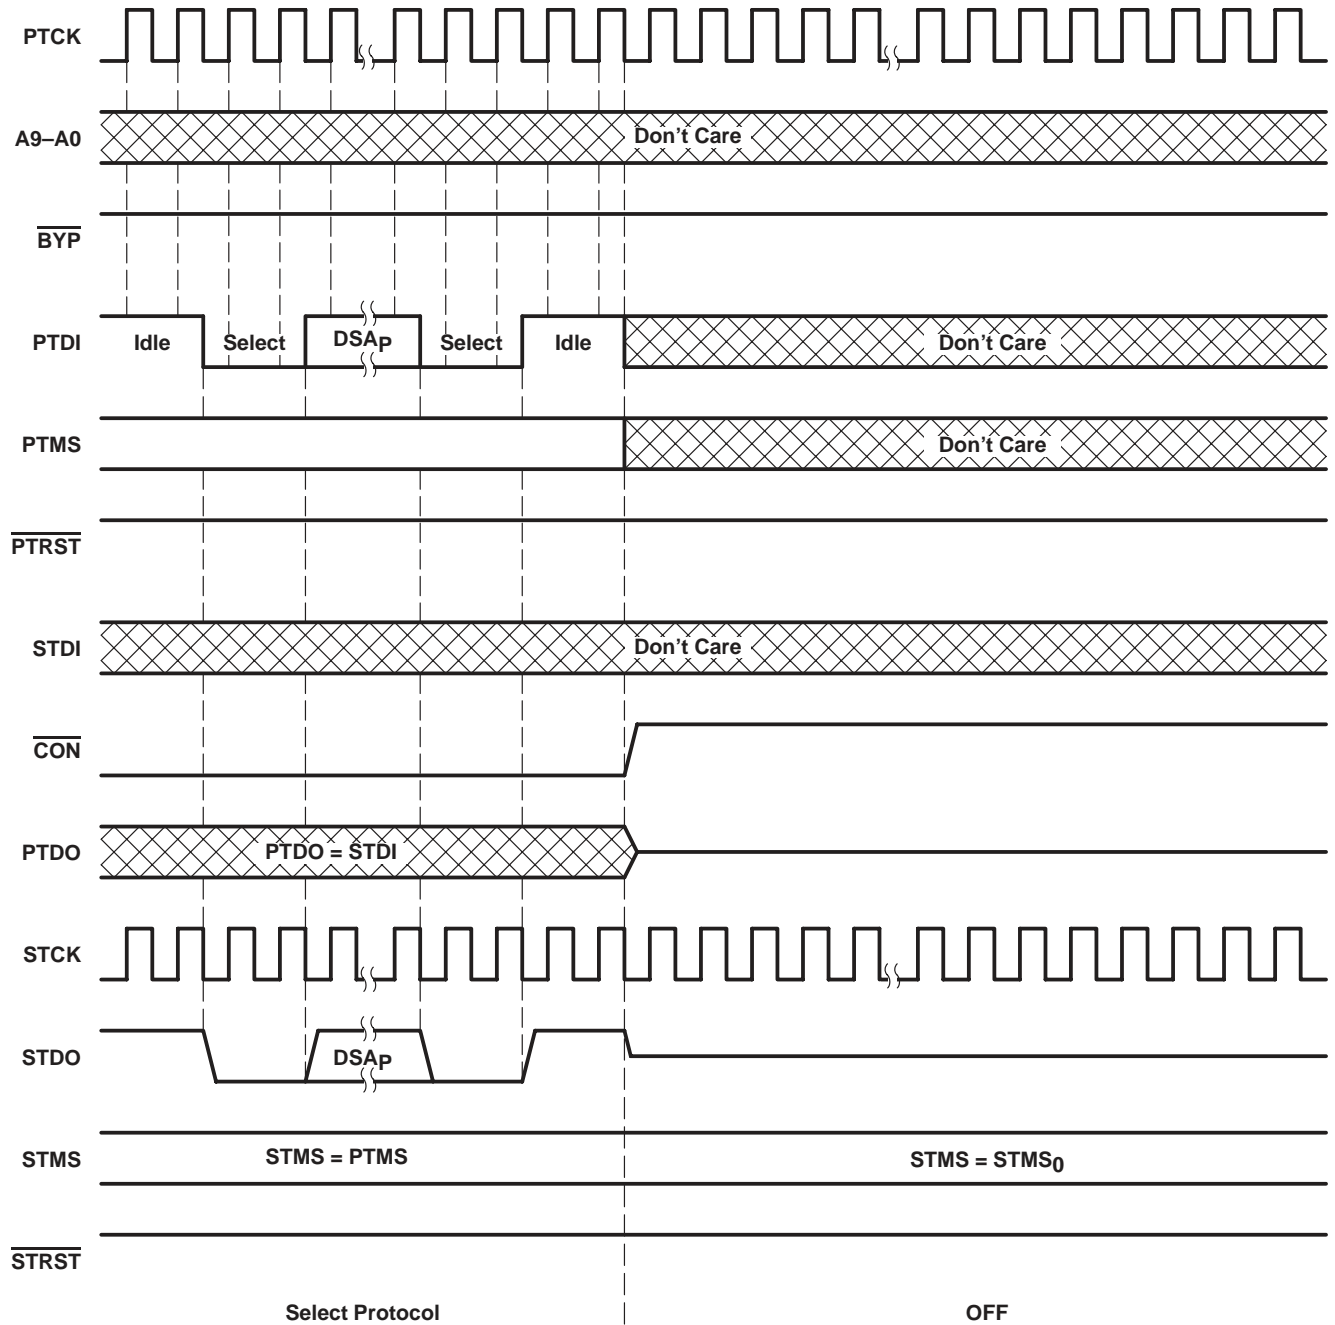 PTCK
A9–A0
Don't Care
BYP
PTDI
Idle
Select
DSAP
Select
Idle
Don't Care
PTMS
Don't Care
PTRST
STDI
Don't Care
CON
PTDO
PTDO = STDI
STCK
STDO
DSAP
STMS
STMS = PTMS
STMS = STMS0
STRST
Select Protocol
OFF